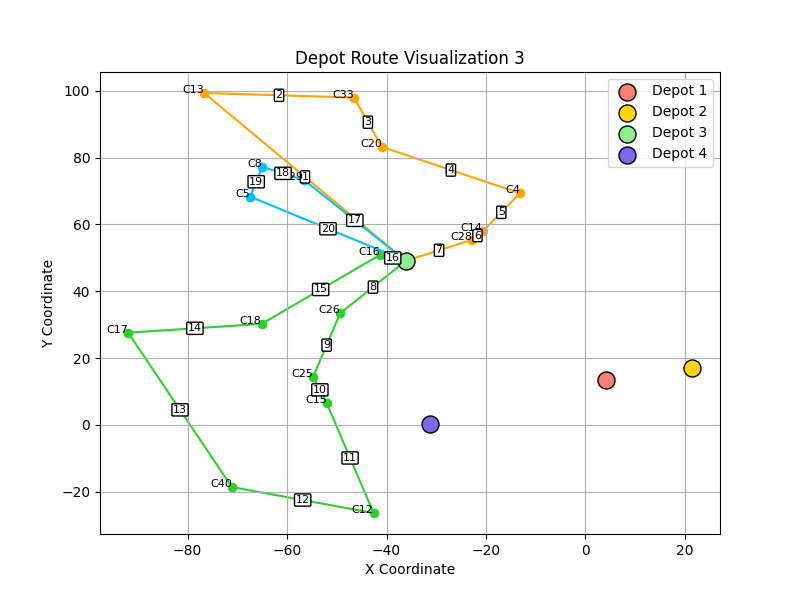 Depot Route Visualization 3
Y Coordinate
100
80
60
40
20
0
−20
−80
−60
−40
−20
0
20
X Coordinate
Depot 1
Depot 2
Depot 3
Depot 4
C13
2
C33
3
C20
4
C4
5
C14
6
C28
7
C8
18
1
19
C5
17
20
C16
16
15
8
C26
C18
14
C17
9
C25
10
C15
13
11
C40
12
C12